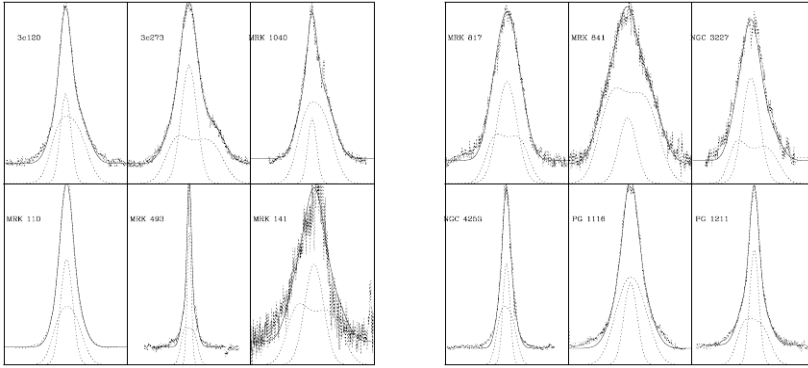 3c120
3c273
MRK 1040
MRK 817
MRK 841
NGC 3227
MRK 110
MRK 493
MRK 141
NGC 4253
PG 1116
PG 1211